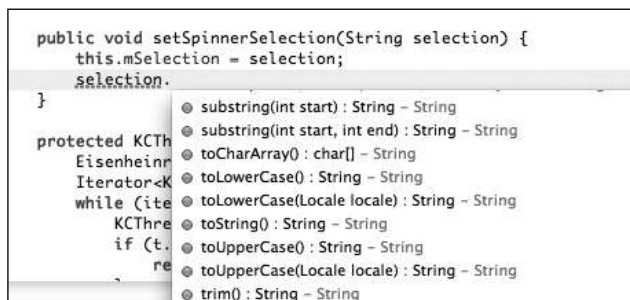 public void setSpinnerSelection(String selection) {
this.mSelection = selection;
selection.
}
substring(int start) : String – String
substring(int start, int end) : String – String
protected KCTh
toCharArray() : char[] – String
Eisenheinr
toLowerCase() : String – String
Iterator<K
toLowerCase(Locale locale) : String – String
while (ite
toString() : String – String
KCThre
toUpperCase() : String – String
if (t.
toUpperCase(Locale locale) : String – String
re
trim() : String – String